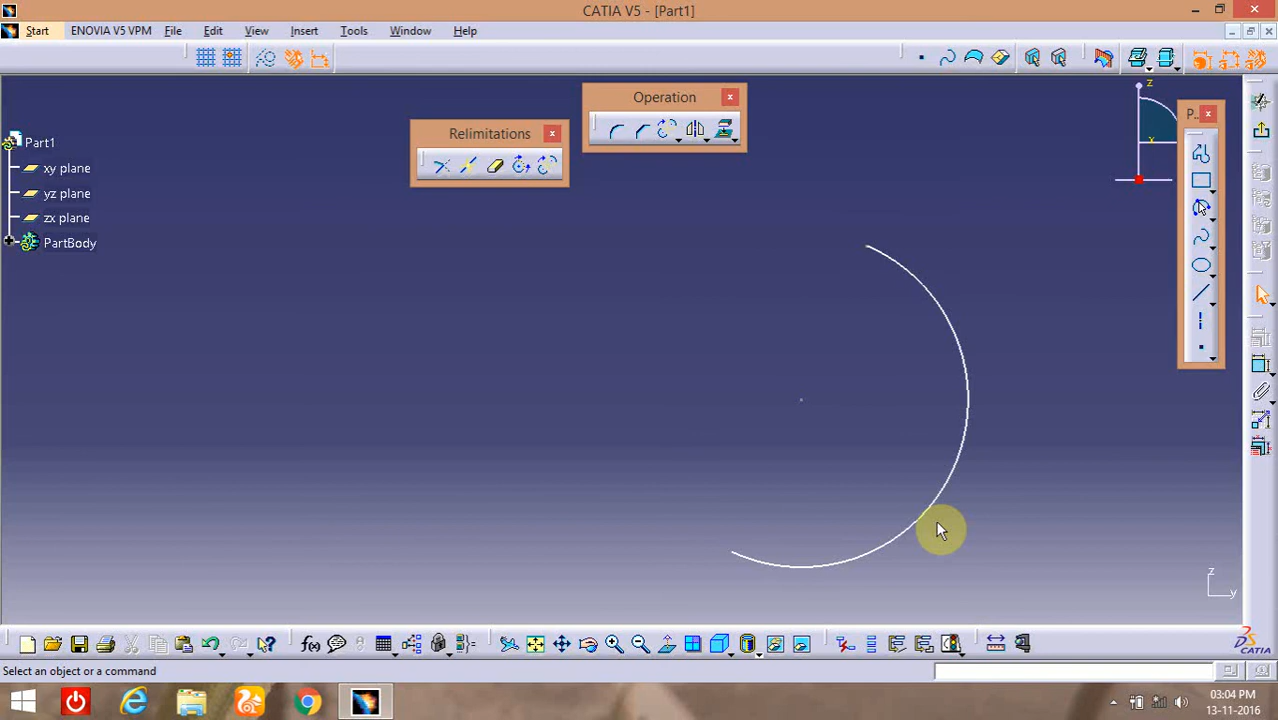 CATIA V5 - [Part1]
Start ENOVIA V5 VPM File Edit View Insert Tools Window Help
Operation
z
P..
Relimitations
Part1
xy plane
yz plane
zx plane
PartBody
z
y
f(x)
CATIA
Select an object or a command
03:04 PM
13-11-2016